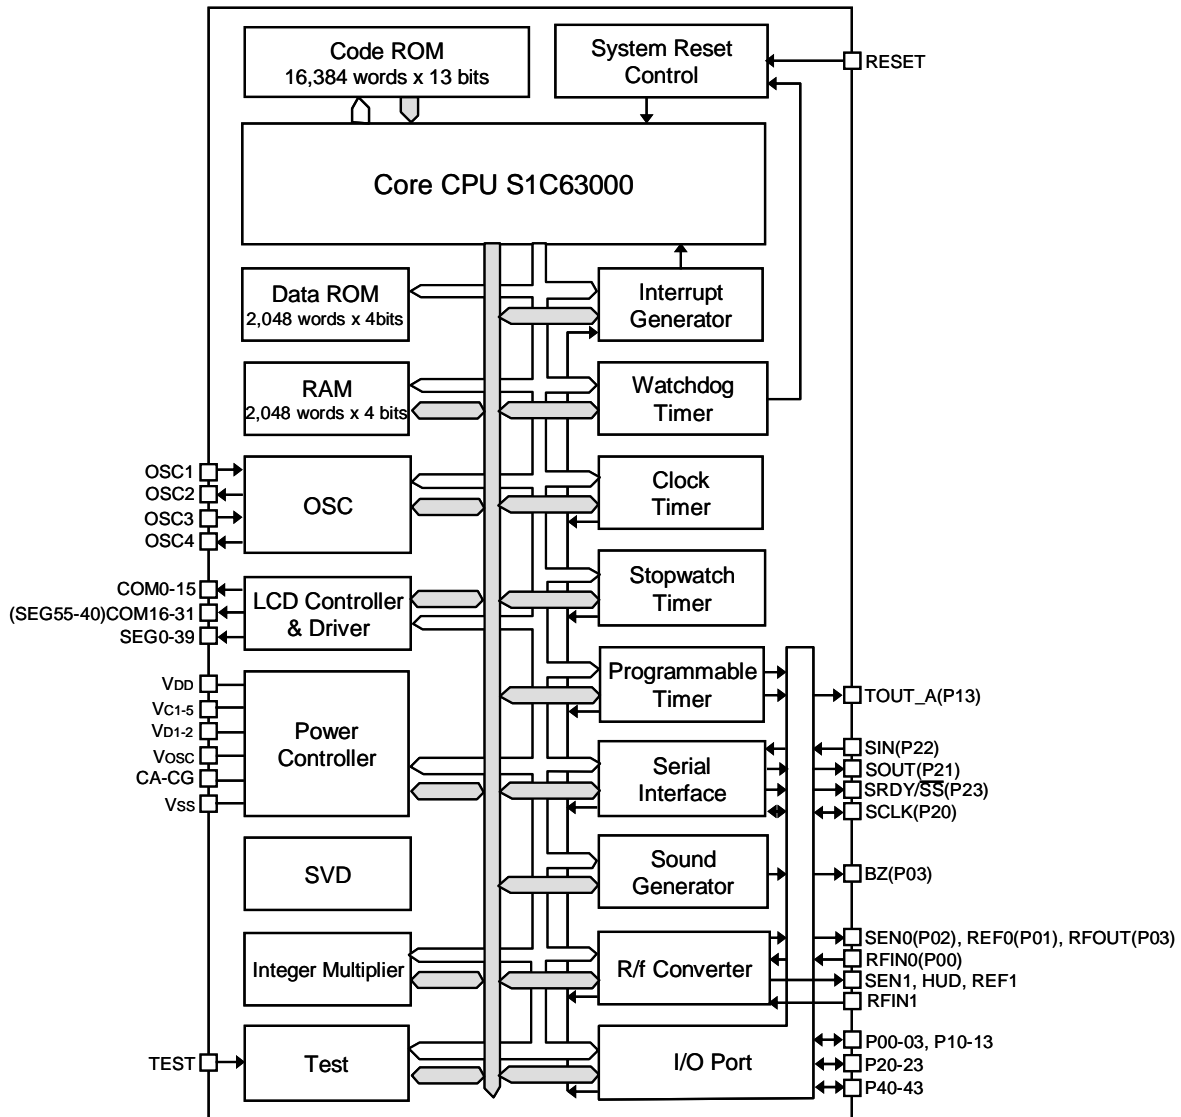 Code ROM
16,384 words x 13 bits
System Reset
Control
RESET
Core CPU S1C63000
Data ROM
2,048 words x 4bits
Interrupt
Generator
RAM
2,048 words x 4 bits
Watchdog
Timer
OSC1
OSC2
OSC3
OSC4
OSC
Clock
Timer
COM0-15
(SEG55-40)COM16-31
SEG0-39
LCD Controller
& Driver
Stopwatch
Timer
VDD
VC1-5
VD1-2
VOSC
CA-CG
VSS
Power
Controller
Programmable
Timer
TOUT_A(P13)
Serial
Interface
SIN(P22)
SOUT(P21)
SRDY/S̅S̅(P23)
SCLK(P20)
SVD
Sound
Generator
BZ(P03)
Integer Multiplier
R/f Converter
SEN0(P02), REF0(P01), RFOUT(P03)
RFIN0(P00)
SEN1, HUD, REF1
RFIN1
TEST
Test
I/O Port
P00-03, P10-13
P20-23
P40-43